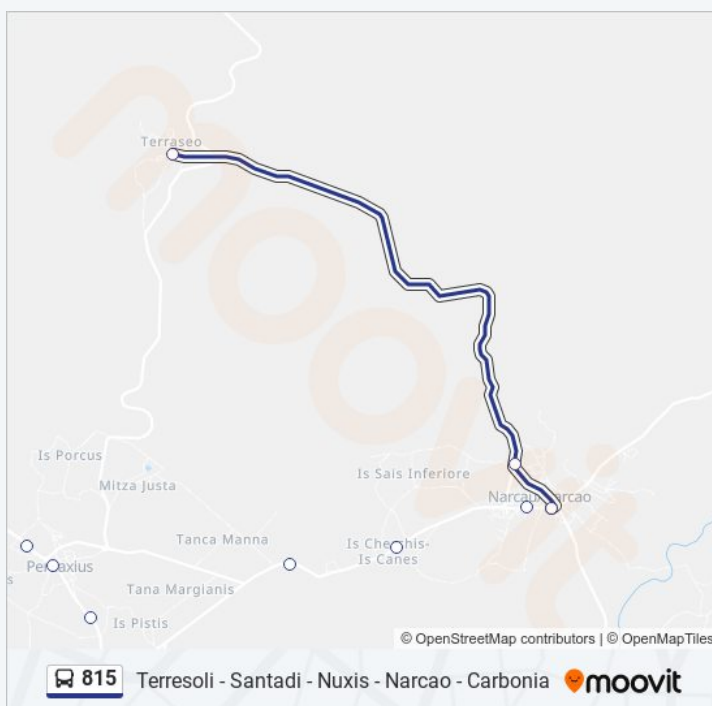 Terraseo
Is Porcus
Mitza Justa
Is Sais Inferiore
Narcao
Tanca Manna
Is Cherchis-
Is Canes
Tana Margianis
Is Pistis
© OpenStreetMap contributors | © OpenMapTiles
815 Terresoli - Santadi - Nuxis - Narcao - Carbonia moovit
moovit